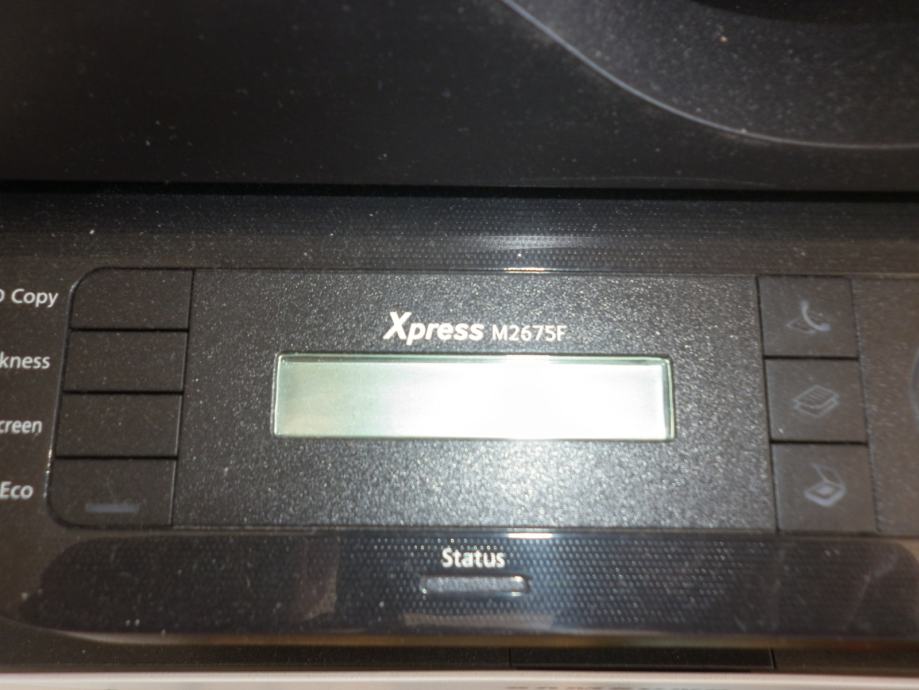 D Copy
Xpress M2675F
kness
creen
Eco
Status